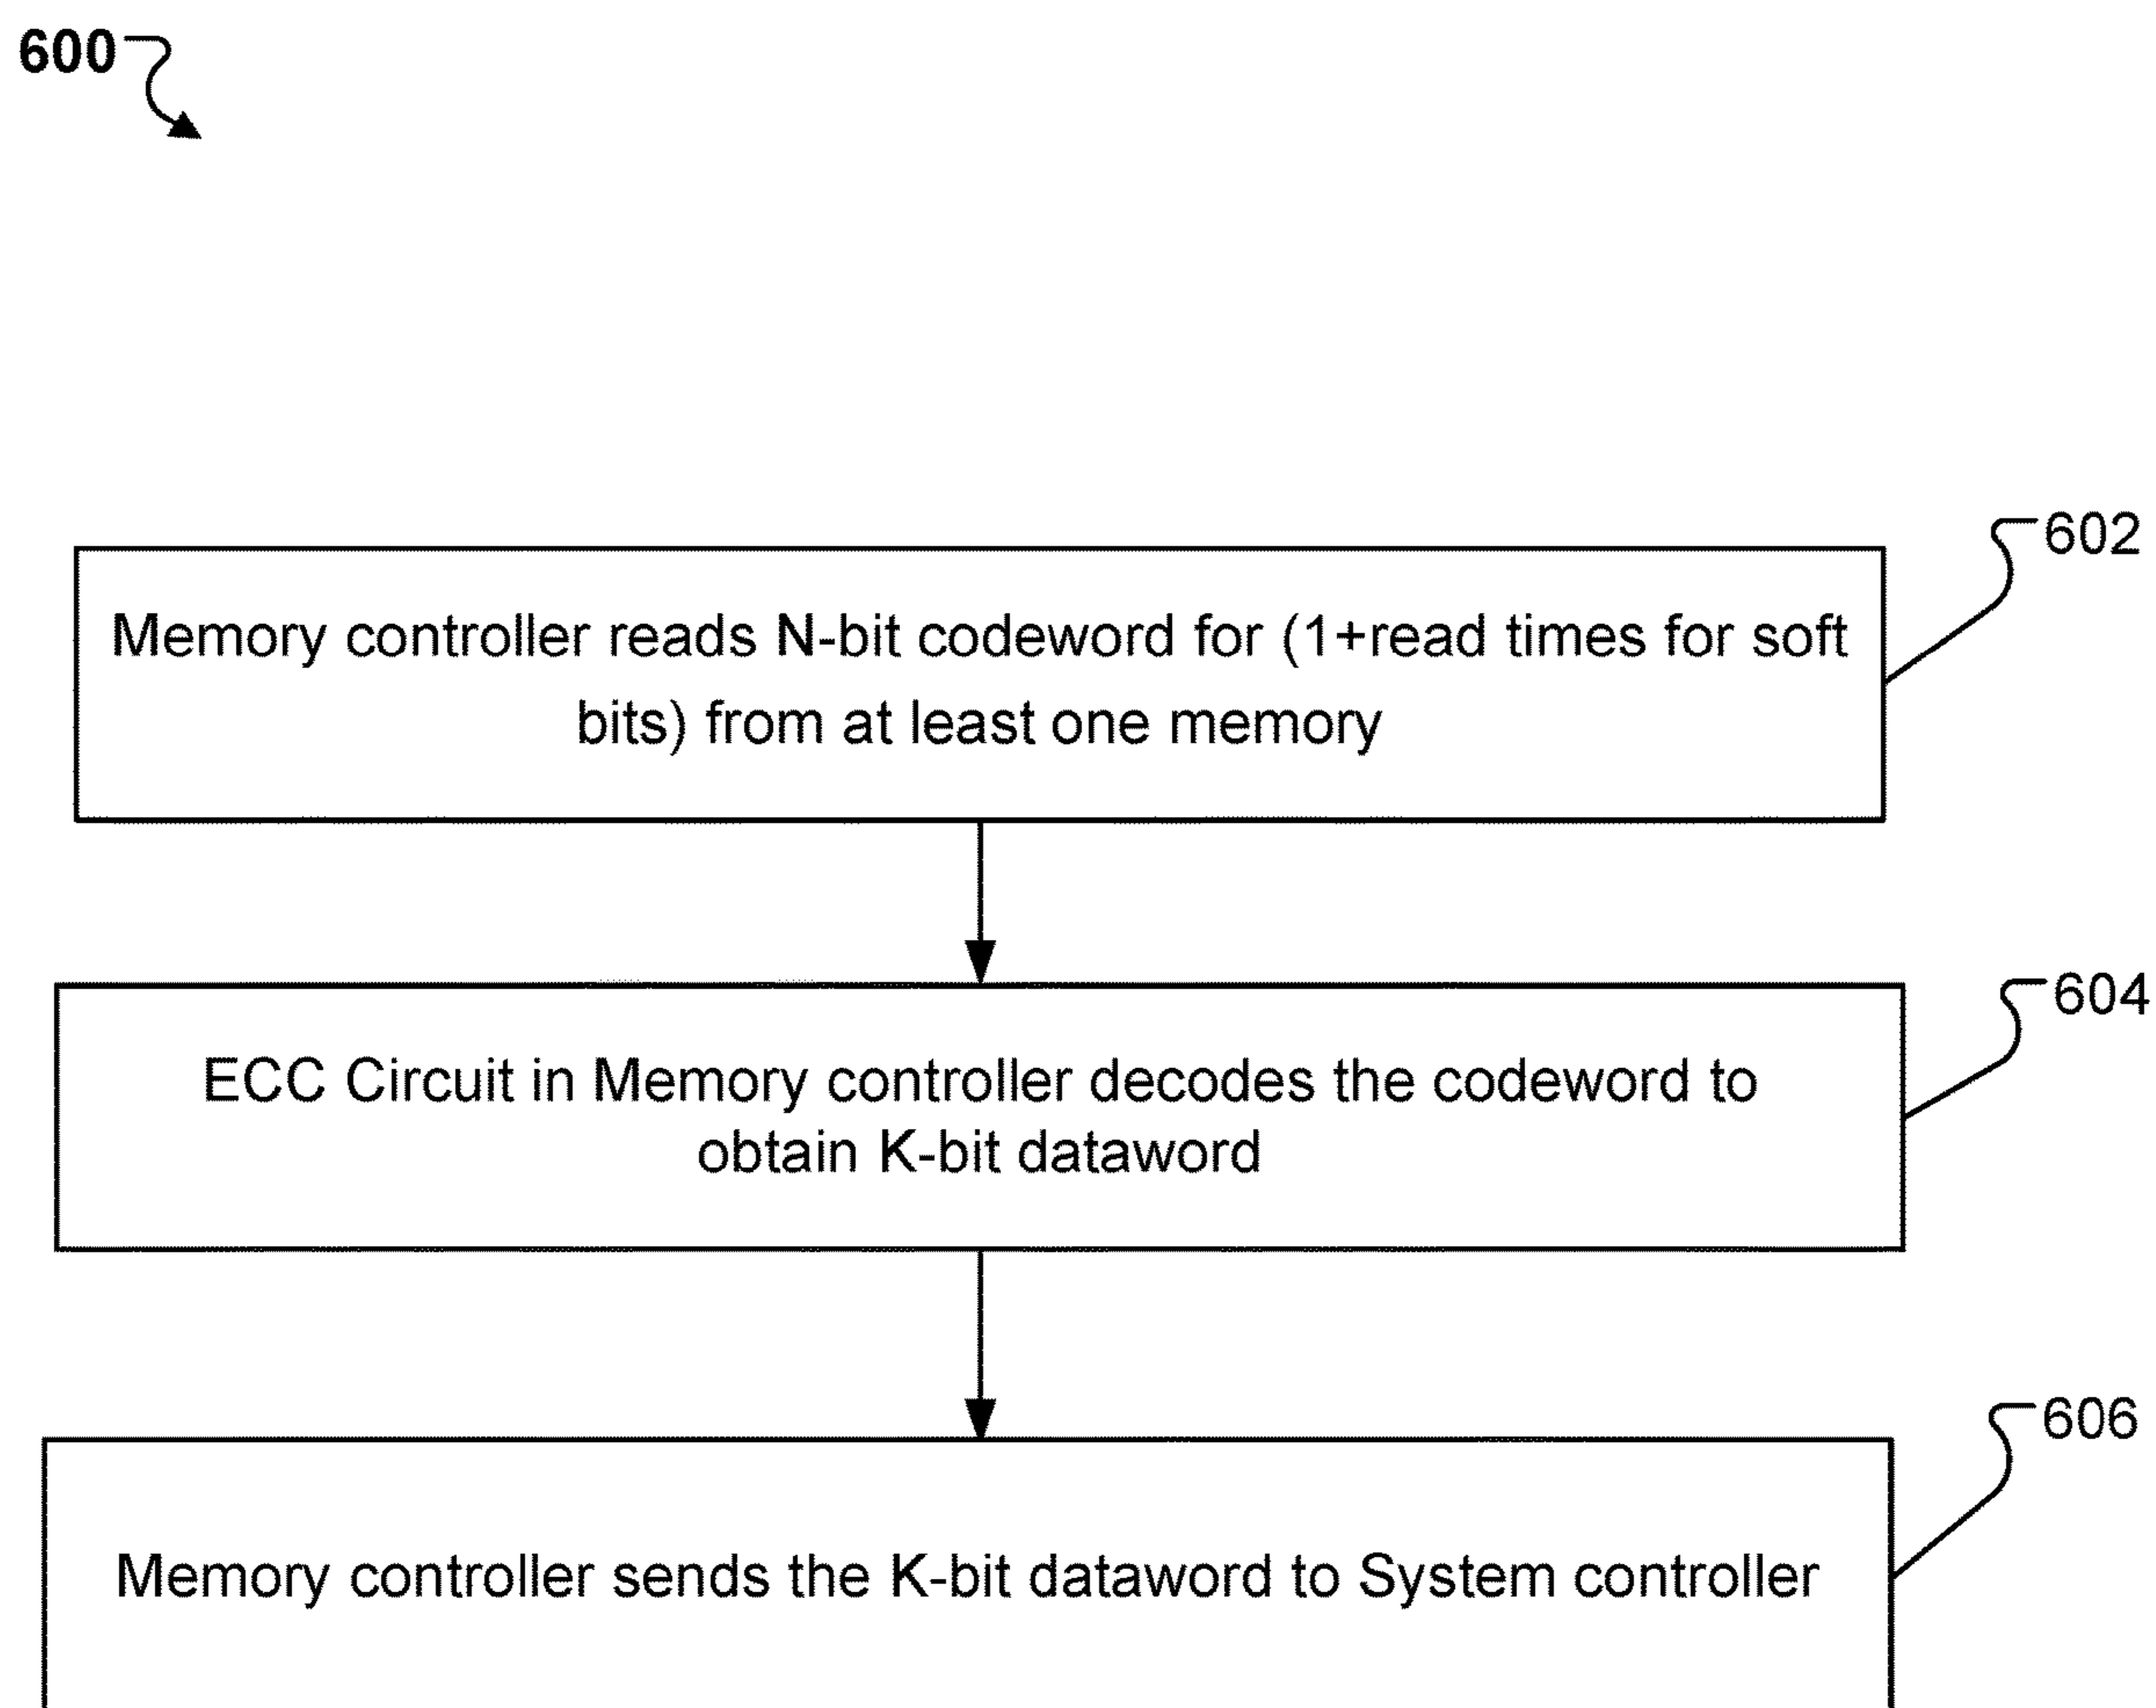 600
602
Memory controller reads N-bit codeword for (1+read times for soft
bits) from at least one memory
604
ECC Circuit in Memory controller decodes the codeword to
obtain K-bit dataword
606
Memory controller sends the K-bit dataword to System controller